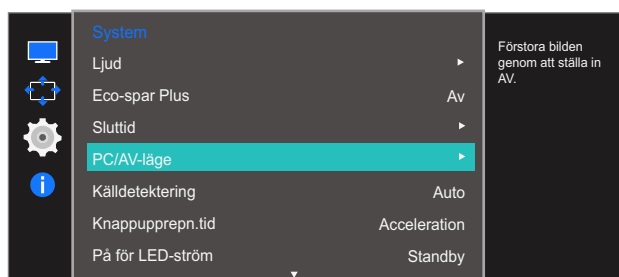 System
Ljud
Eco-spar Plus Av
Sluttid
PC/AV-läge
Källdetektering Auto
Knappupprepn.tid Acceleration
På för LED-ström Standby
Förstora bilden
genom att ställa in
AV.